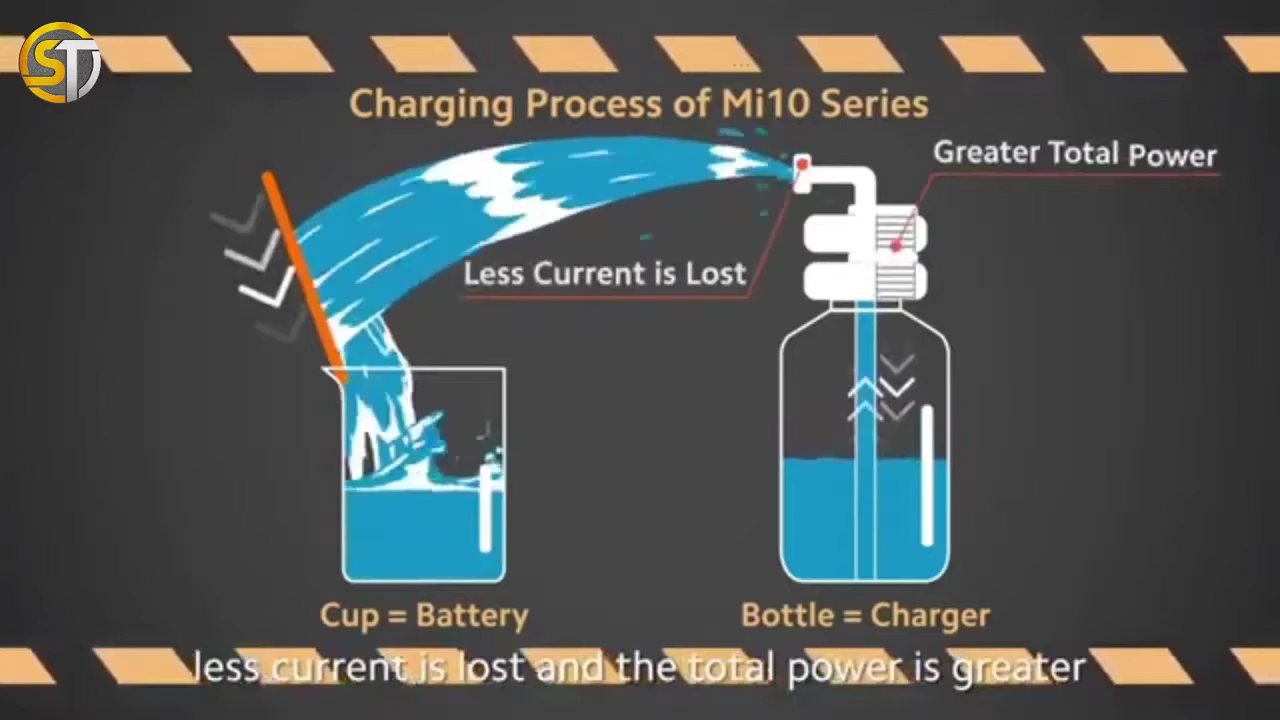 ST
Charging Process of Mi10 Series
Greater Total Power
Less Current is Lost
Cup = Battery
Bottle = Charger
less current is lost and the total power is greater